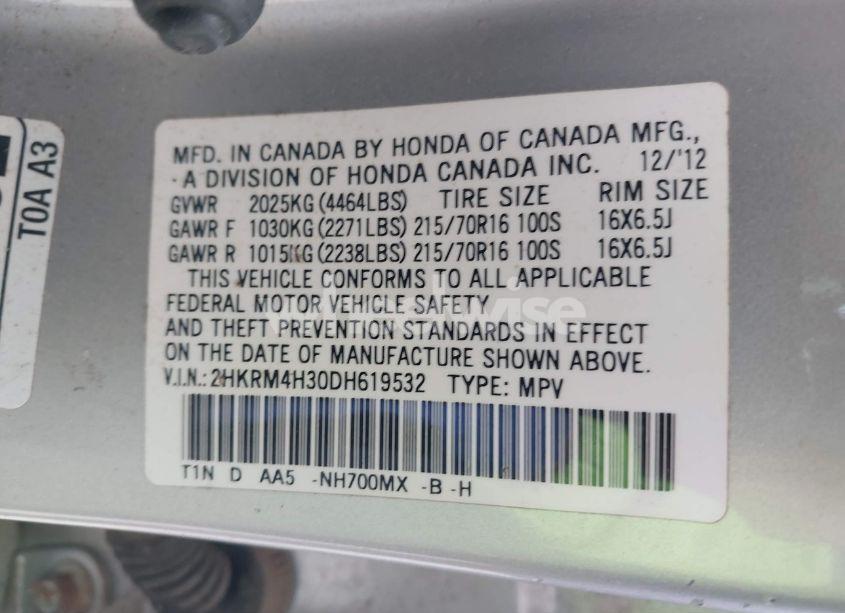 TOA A3
MFD. IN CANADA BY HONDA OF CANADA MFG.,
A DIVISION OF HONDA CANADA INC. 12/'12
GVWR 2025KG (4464LBS) TIRE SIZE RIM SIZE
GAWR F 1030KG (2271LBS) 215/70R16 100S 16X6.5J
GAWR R 1015KG (2238LBS) 215/70R16 100S 16X6.5J
THIS VEHICLE CONFORMS TO ALL APPLICABLE
FEDERAL MOTOR VEHICLE SAFETY
AND THEFT PREVENTION STANDARDS IN EFFECT
ON THE DATE OF MANUFACTURE SHOWN ABOVE.
V.I.N.: 2HKRM4H30DH619532 TYPE: MPV
T1N D AA5 -NH700MX -B -H